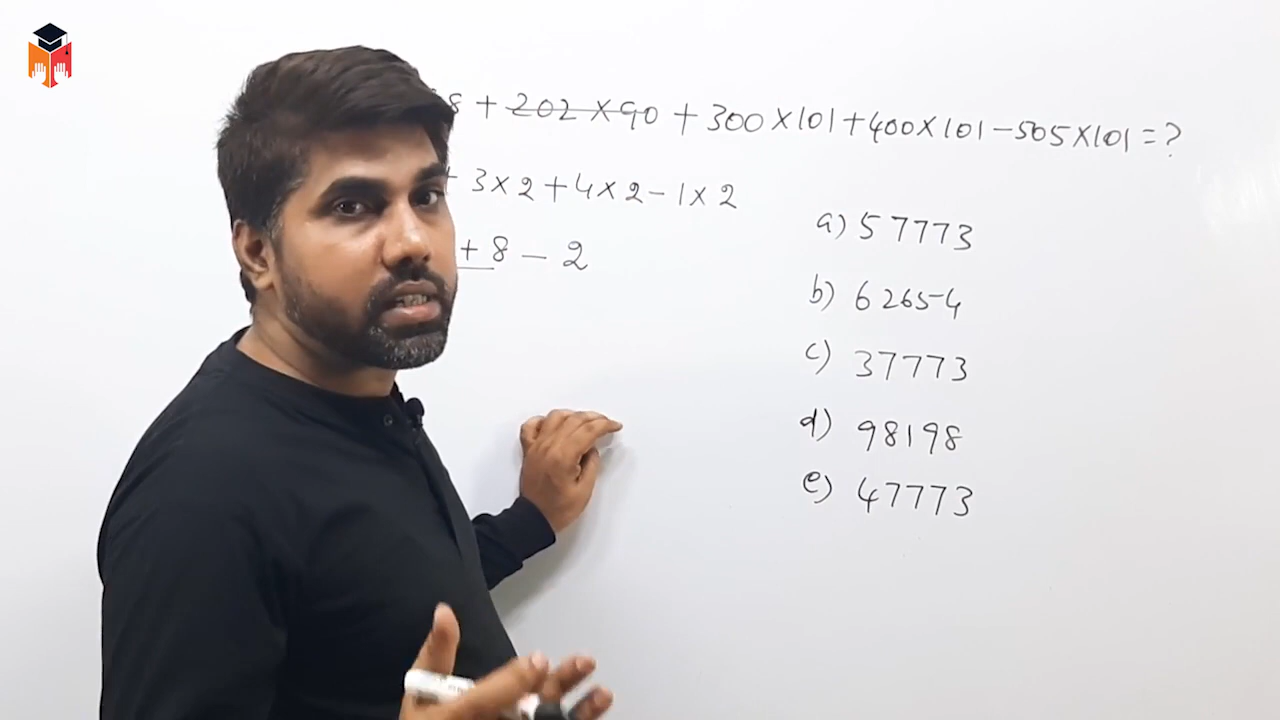 8 + 202 × 90 + 300 × 101 + 400 × 101 - 505 × 101 = ?
+ 3 × 2 + 4 × 2 - 1 × 2
+ 8 - 2
a) 57773
b) 62654
c) 37773
d) 98198
e) 47773